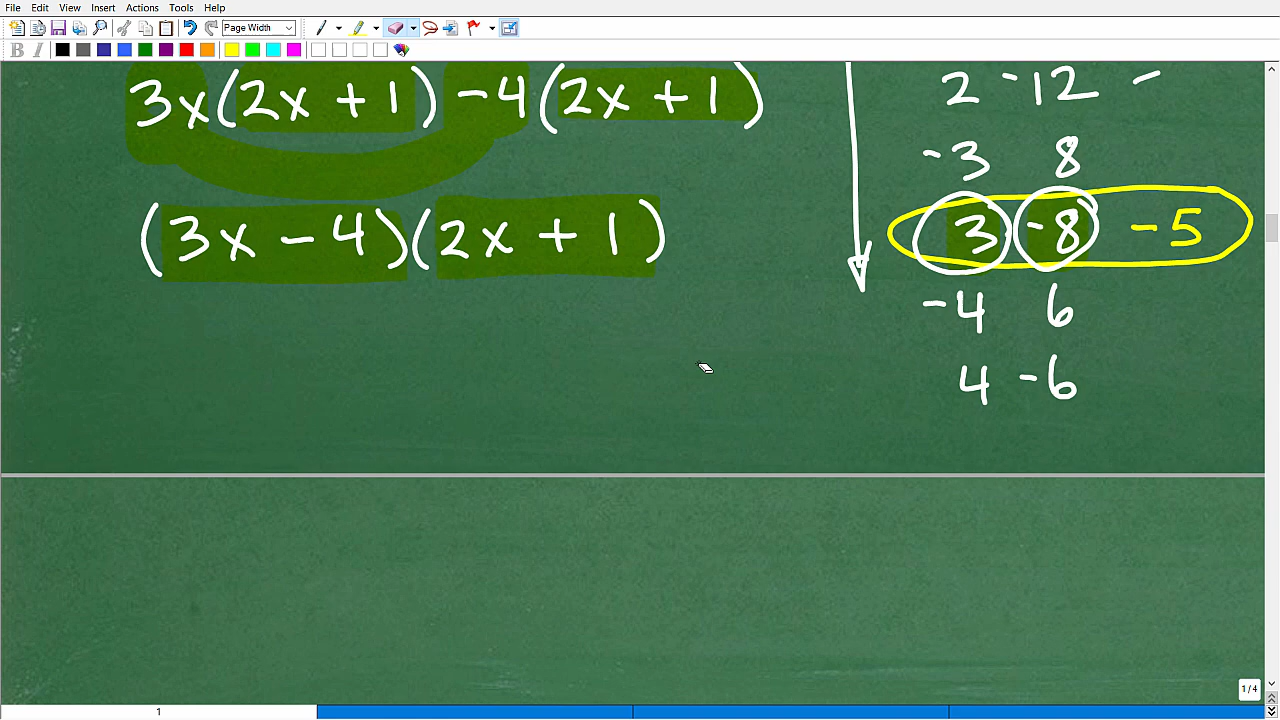 File Edit View Insert Actions Tools Help
Page Width
B I
3x(2x + 1) -4(2x + 1)
(3x - 4)(2x + 1)
2 -12 -
-3 8
3 -8 -5
-4 6
4 -6
1/4
1